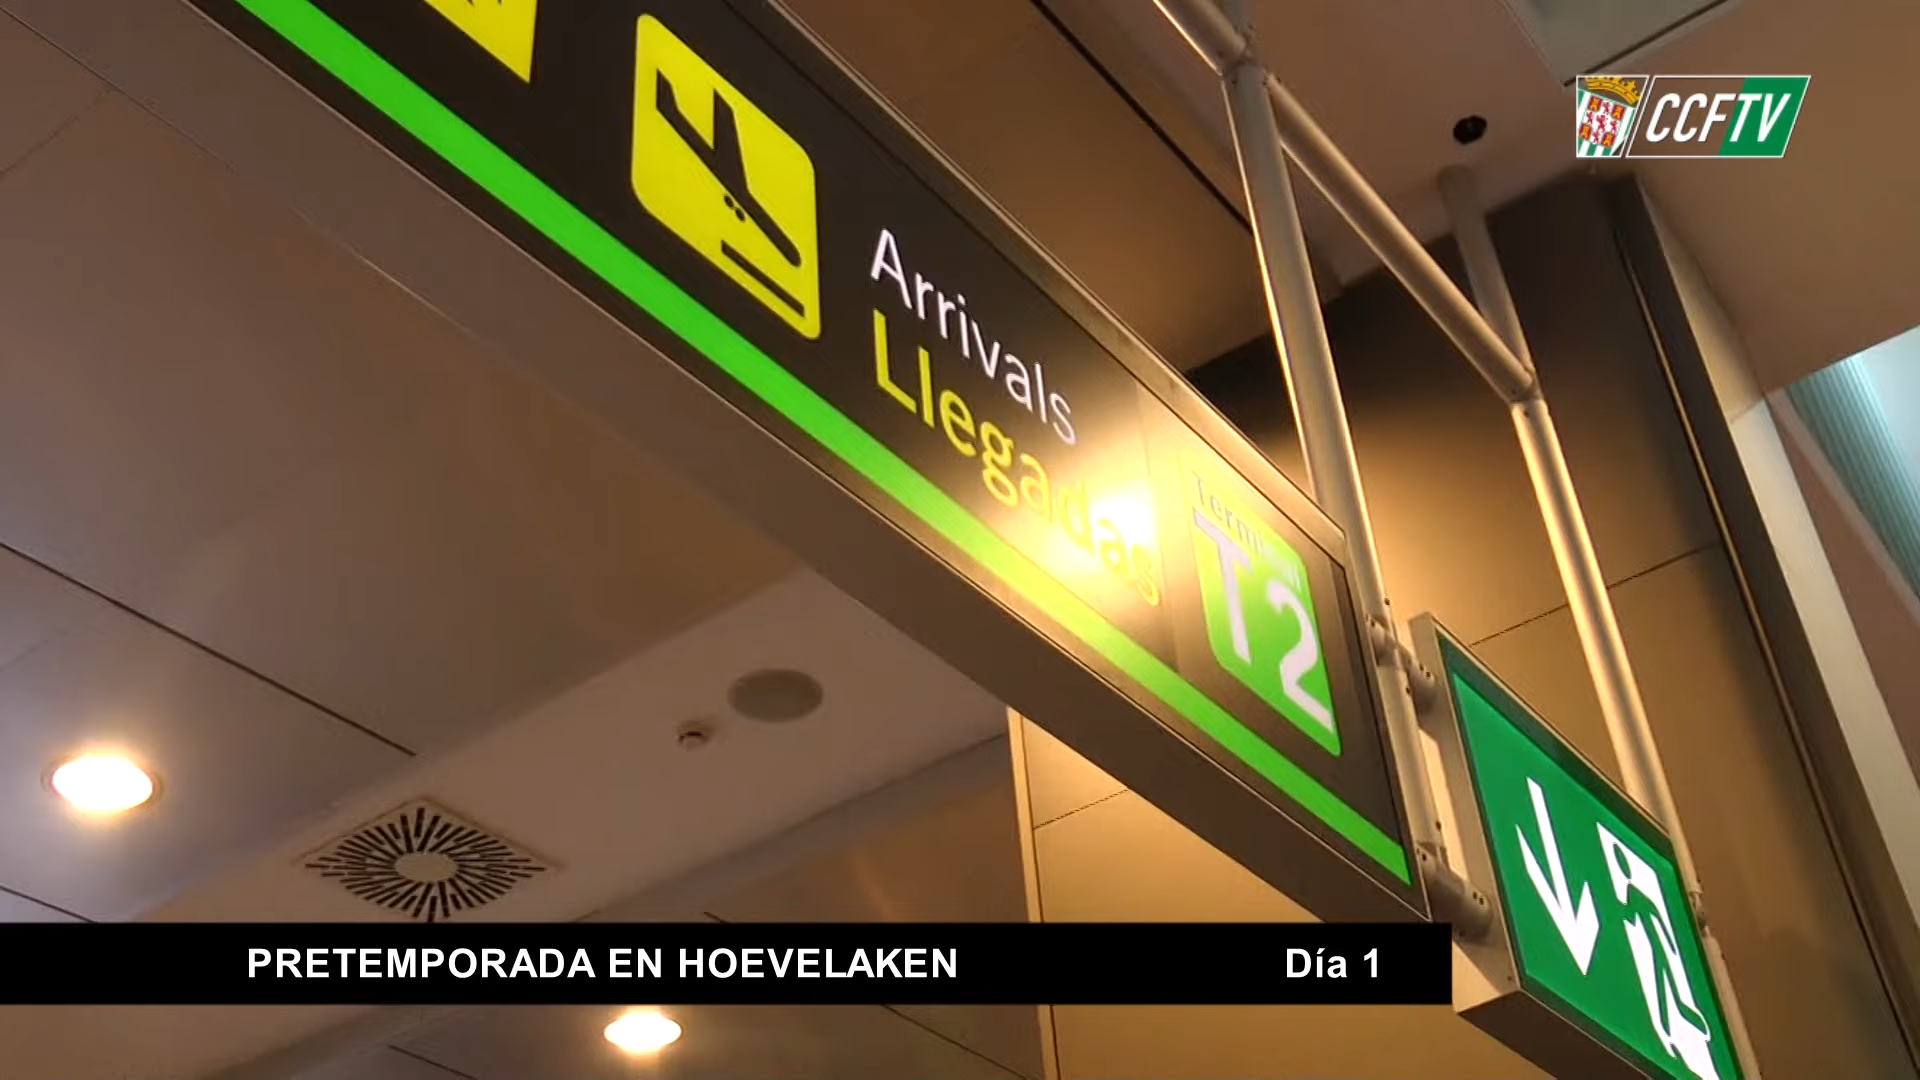 CCFTV
Arrivals
Llegadas
Terminal
T2
PRETEMPORADA EN HOEVELAKEN
Día 1